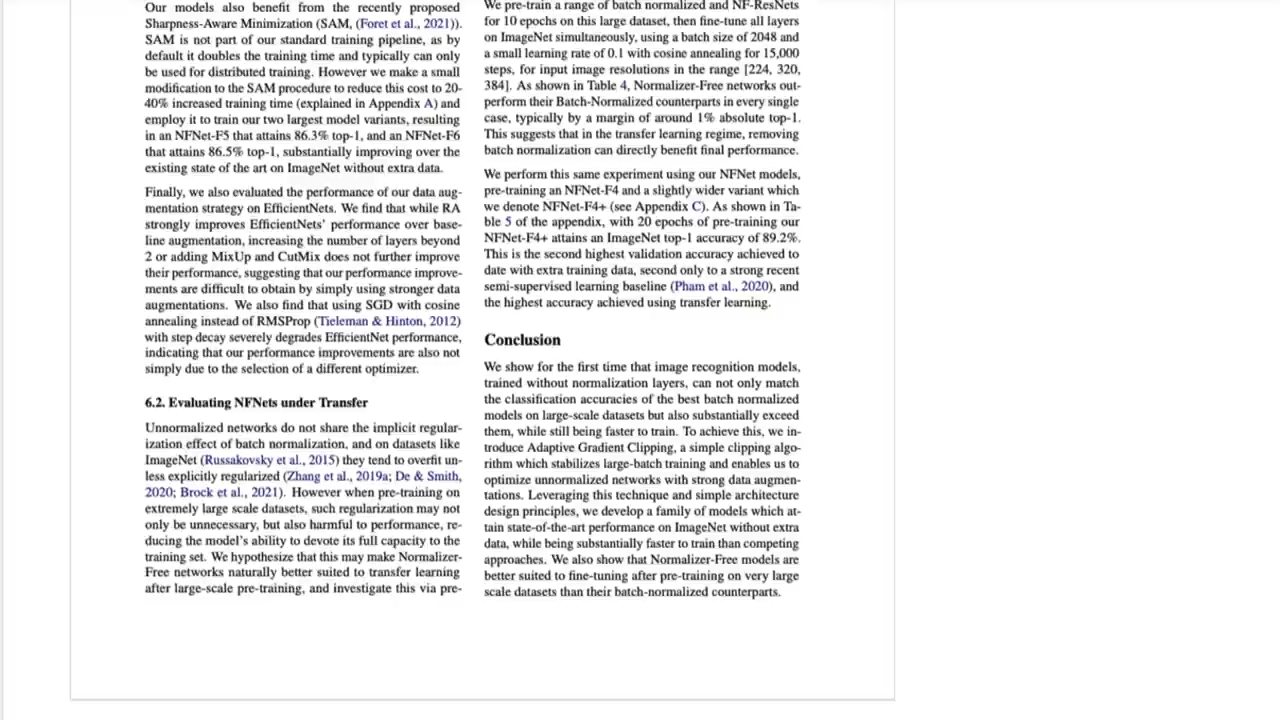 Our models also benefit from the recently proposed
Sharpness-Aware Minimization (SAM, (Foret et al., 2021)).
SAM is not part of our standard training pipeline, as by
default it doubles the training time and typically can only
be used for distributed training. However we make a small
modification to the SAM procedure to reduce this cost to 20-
40% increased training time (explained in Appendix A) and
employ it to train our two largest model variants, resulting
in an NFNet-F5 that attains 86.3% top-1, and an NFNet-F6
that attains 86.5% top-1, substantially improving over the
existing state of the art on ImageNet without extra data.
Finally, we also evaluated the performance of our data aug-
mentation strategy on EfficientNets. We find that while RA
strongly improves EfficientNets' performance over base-
line augmentation, increasing the number of layers beyond
2 or adding MixUp and CutMix does not further improve
their performance, suggesting that our performance improve-
ments are difficult to obtain by simply using stronger data
augmentations. We also find that using SGD with cosine
annealing instead of RMSProp (Tieleman & Hinton, 2012)
with step decay severely degrades EfficientNet performance,
indicating that our performance improvements are also not
simply due to the selection of a different optimizer.
6.2. Evaluating NFNets under Transfer
Unnormalized networks do not share the implicit regular-
ization effect of batch normalization, and on datasets like
ImageNet (Russakovsky et al., 2015) they tend to overfit un-
less explicitly regularized (Zhang et al., 2019a; De & Smith,
2020; Brock et al., 2021). However when pre-training on
extremely large scale datasets, such regularization may not
only be unnecessary, but also harmful to performance, re-
ducing the model's ability to devote its full capacity to the
training set. We hypothesize that this may make Normalizer-
Free networks naturally better suited to transfer learning
after large-scale pre-training, and investigate this via pre-
We pre-train a range of batch normalized and NF-ResNets
for 10 epochs on this large dataset, then fine-tune all layers
on ImageNet simultaneously, using a batch size of 2048 and
a small learning rate of 0.1 with cosine annealing for 15,000
steps, for input image resolutions in the range [224, 320,
384]. As shown in Table 4, Normalizer-Free networks out-
perform their Batch-Normalized counterparts in every single
case, typically by a margin of around 1% absolute top-1.
This suggests that in the transfer learning regime, removing
batch normalization can directly benefit final performance.
We perform this same experiment using our NFNet models,
pre-training an NFNet-F4 and a slightly wider variant which
we denote NFNet-F4+ (see Appendix C). As shown in Ta-
ble 5 of the appendix, with 20 epochs of pre-training our
NFNet-F4+ attains an ImageNet top-1 accuracy of 89.2%.
This is the second highest validation accuracy achieved to
date with extra training data, second only to a strong recent
semi-supervised learning baseline (Pham et al., 2020), and
the highest accuracy achieved using transfer learning.
Conclusion
We show for the first time that image recognition models,
trained without normalization layers, can not only match
the classification accuracies of the best batch normalized
models on large-scale datasets but also substantially exceed
them, while still being faster to train. To achieve this, we in-
troduce Adaptive Gradient Clipping, a simple clipping algo-
rithm which stabilizes large-batch training and enables us to
optimize unnormalized networks with strong data augmen-
tations. Leveraging this technique and simple architecture
design principles, we develop a family of models which at-
tain state-of-the-art performance on ImageNet without extra
data, while being substantially faster to train than competing
approaches. We also show that Normalizer-Free models are
better suited to fine-tuning after pre-training on very large
scale datasets than their batch-normalized counterparts.